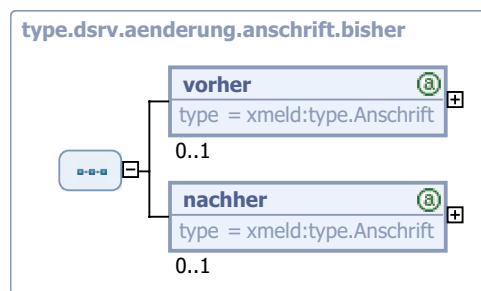 type.dsrv.aenderung.anschrift.bisher
vorher
type = xmeld:type.Anschrift
0..1
nachher
type = xmeld:type.Anschrift
0..1